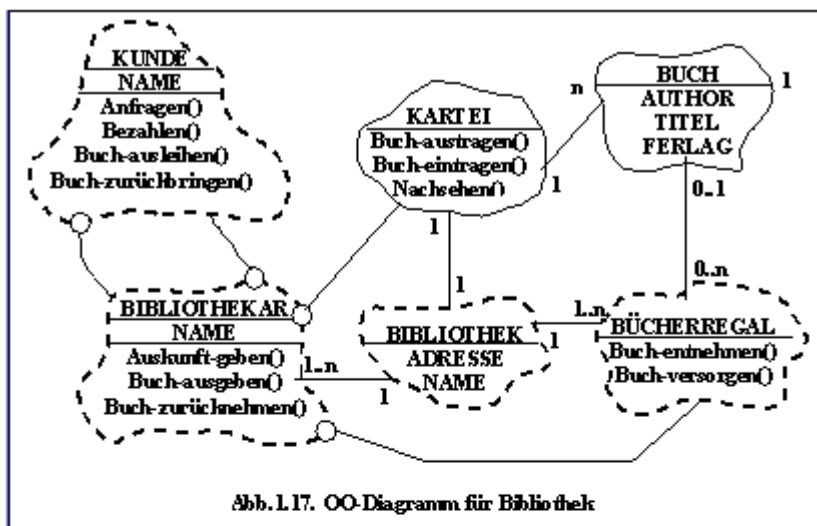 KUNDE
NAME
Anfragen()
Bezahlen()
Buch-ausleihen()
Buch-zurückbringen()
KARTEI
Buch-austragen()
Buch-eintragen()
Nachsehen()
1
1
n
BUCH
1
AUTHOR
TITEL
FERLAG
0..1
0..n
BIBLIOTHEKAR
NAME
Auskunft-geben()
Buch-ausgeben()
Buch-zurücknehmen()
1..n
1
1
BIBLIOTHEK
ADRESSE
NAME
1
1..n
BÜCHERREGAL
Buch-entnehmen()
Buch-versorgen()
Abb.1.17. OO-Diagramm für Bibliothek